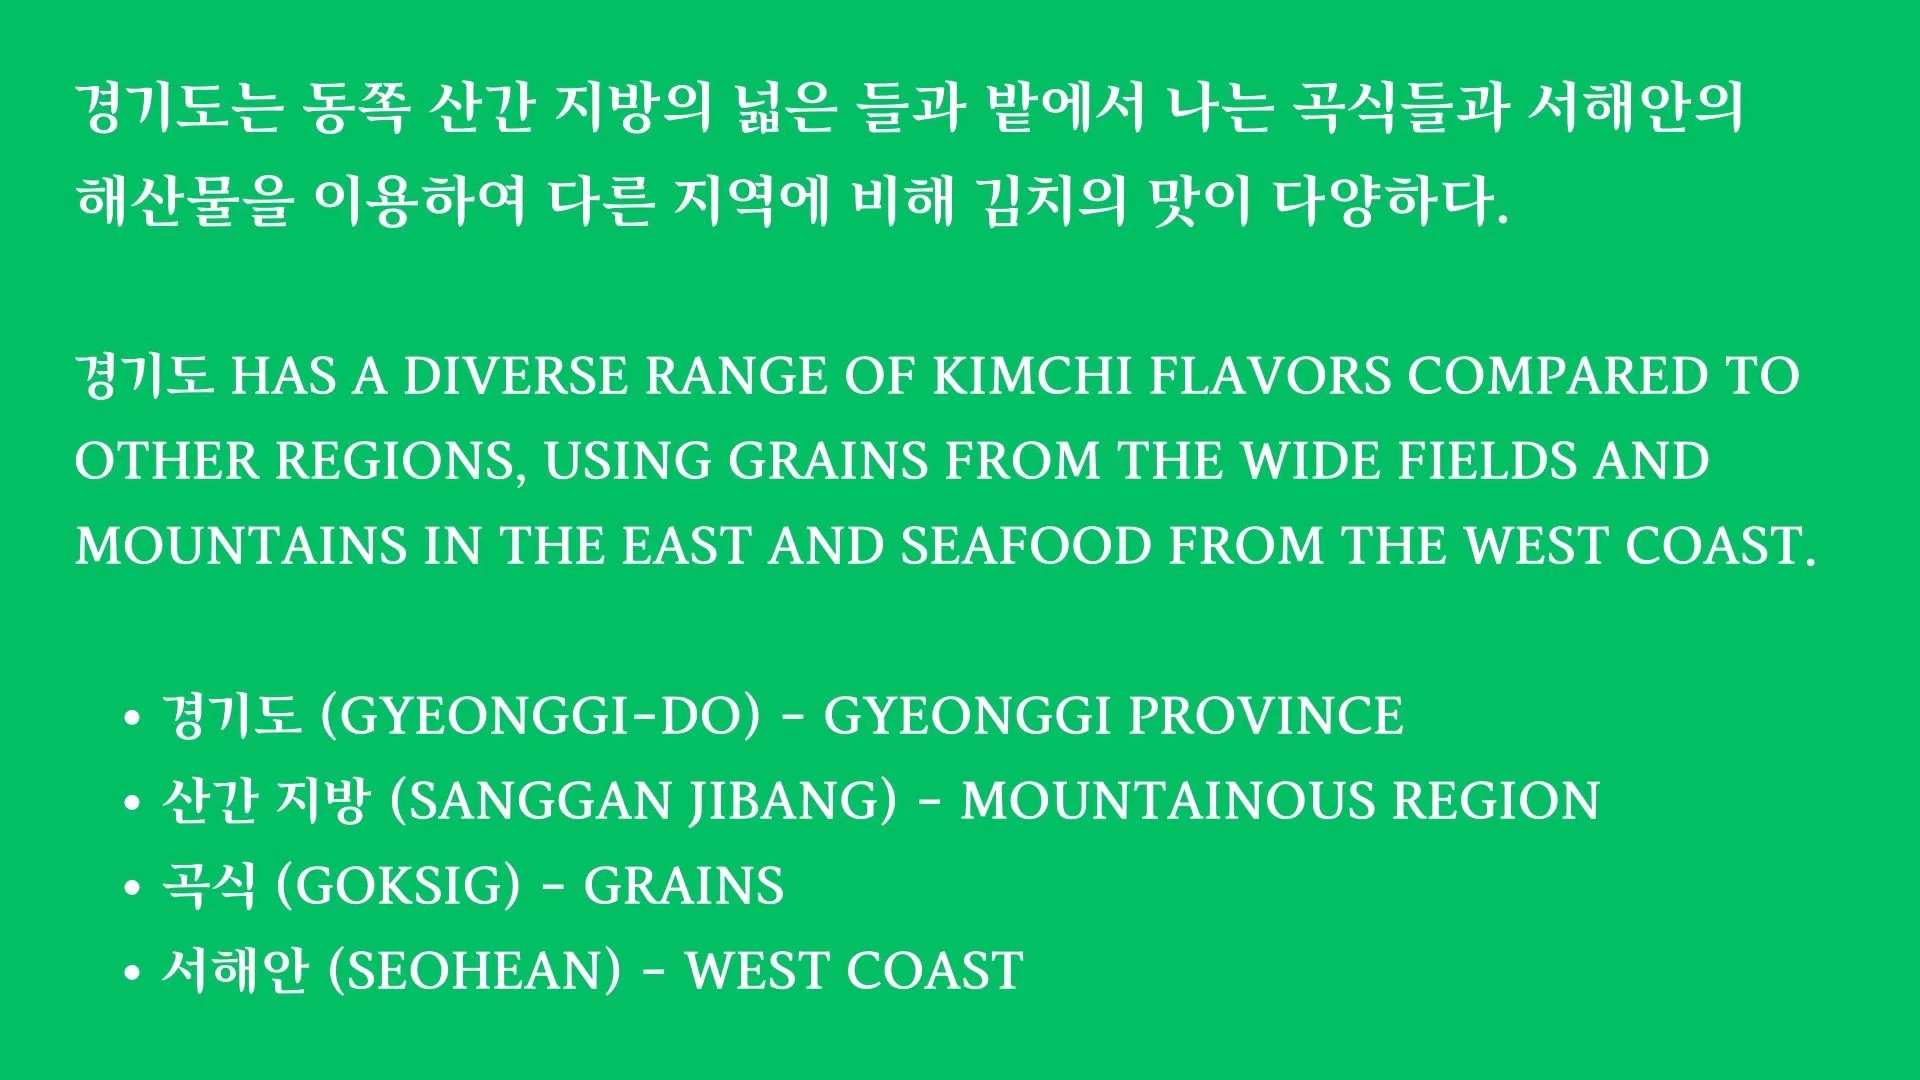 경기도는 동쪽 산간 지방의 넓은 들과 밭에서 나는 곡식들과 서해안의
해산물을 이용하여 다른 지역에 비해 김치의 맛이 다양하다.
경기도 HAS A DIVERSE RANGE OF KIMCHI FLAVORS COMPARED TO
OTHER REGIONS, USING GRAINS FROM THE WIDE FIELDS AND
MOUNTAINS IN THE EAST AND SEAFOOD FROM THE WEST COAST.
• 경기도 (GYEONGGI-DO) - GYEONGGI PROVINCE
• 산간 지방 (SANGGAN JIBANG) - MOUNTAINOUS REGION
• 곡식 (GOKSIG) - GRAINS
• 서해안 (SEOHEAN) - WEST COAST